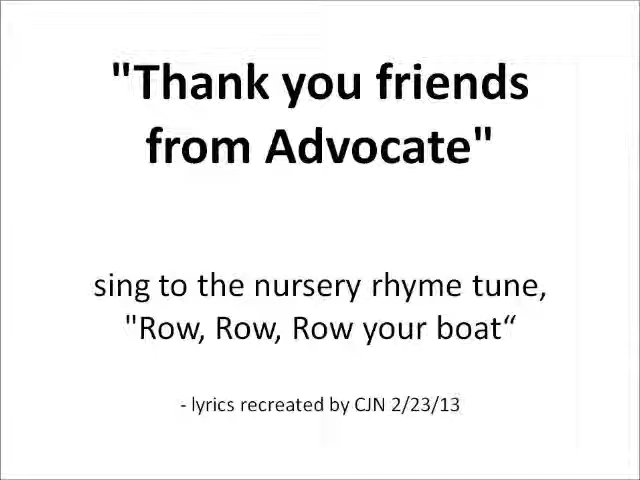 "Thank you friends
from Advocate"
sing to the nursery rhyme tune,
"Row, Row, Row your boat“
- lyrics recreated by CJN 2/23/13